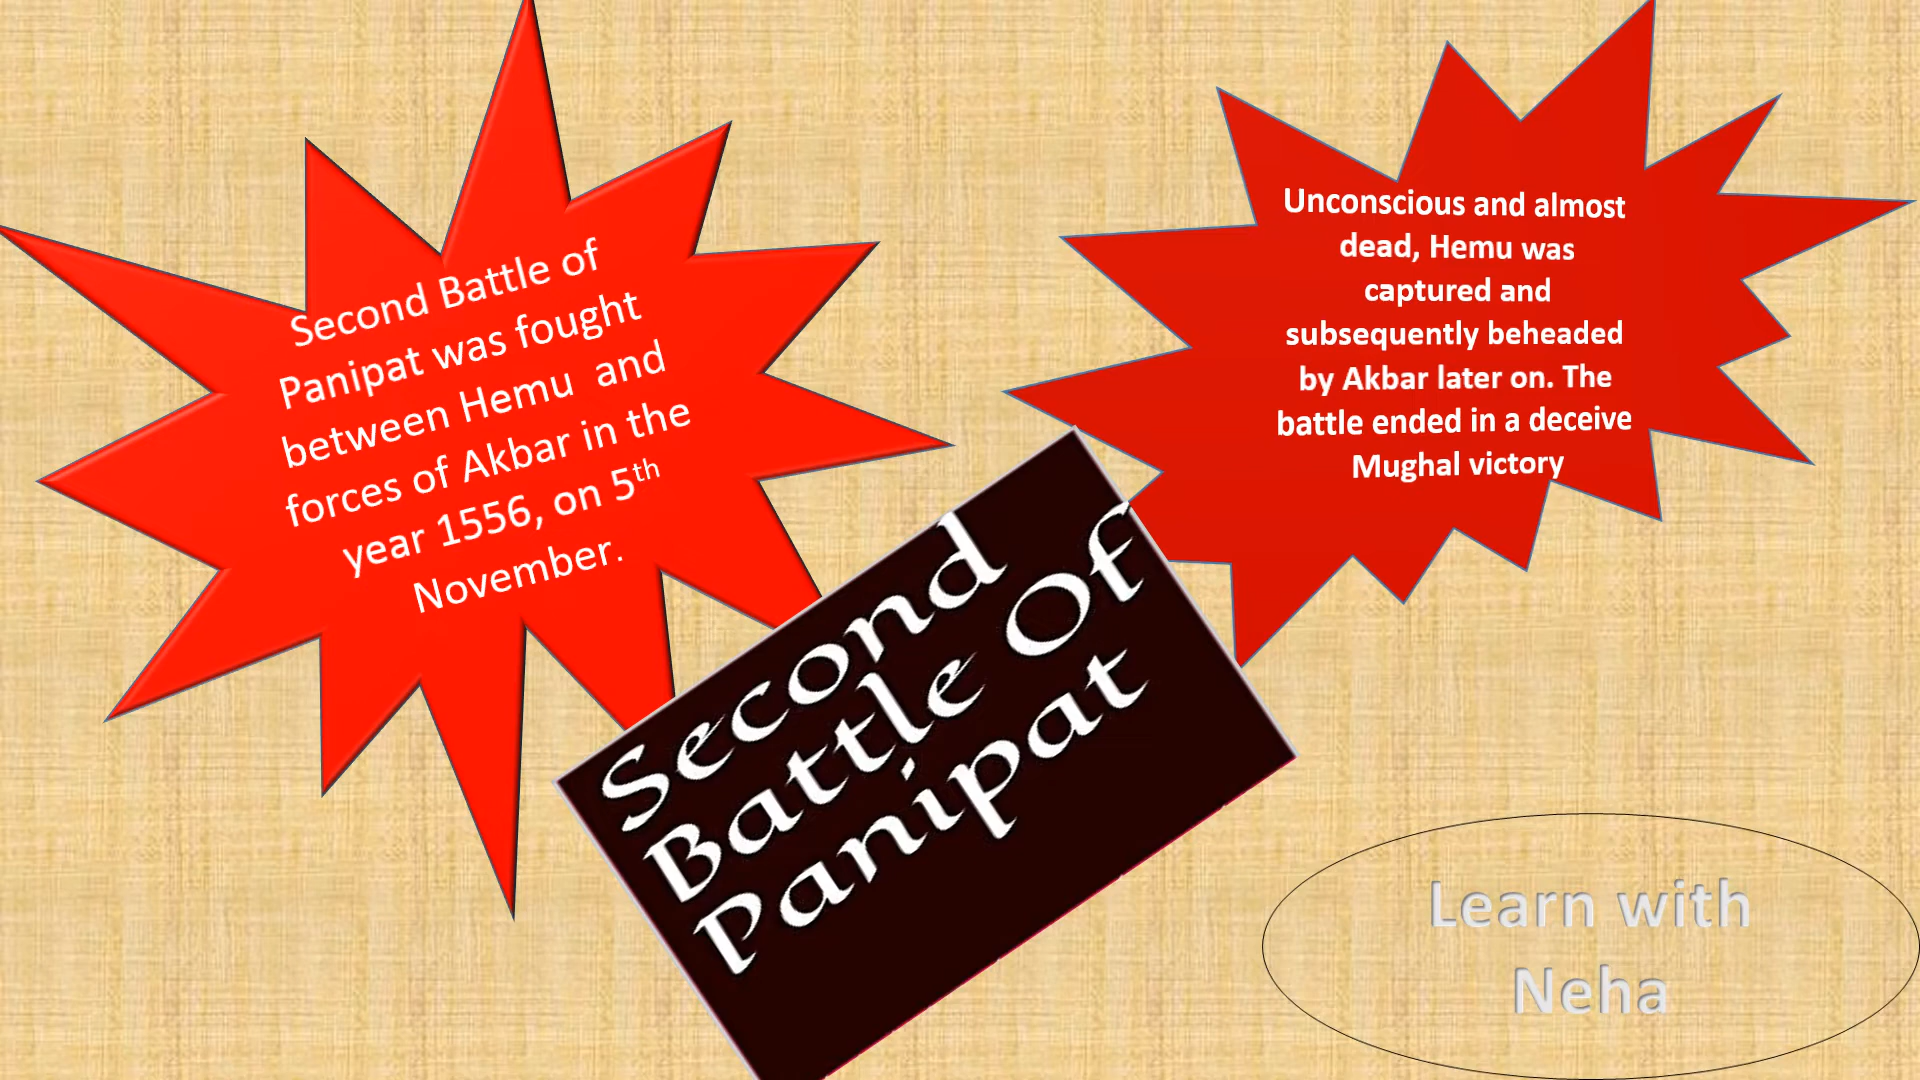 Second Battle of
Panipat was fought
between Hemu and
forces of Akbar in the
year 1556, on 5th
November.
Unconscious and almost
dead, Hemu was
captured and
subsequently beheaded
by Akbar later on. The
battle ended in a deceive
Mughal victory
Second
Battle Of
Panipat
Learn with
Neha